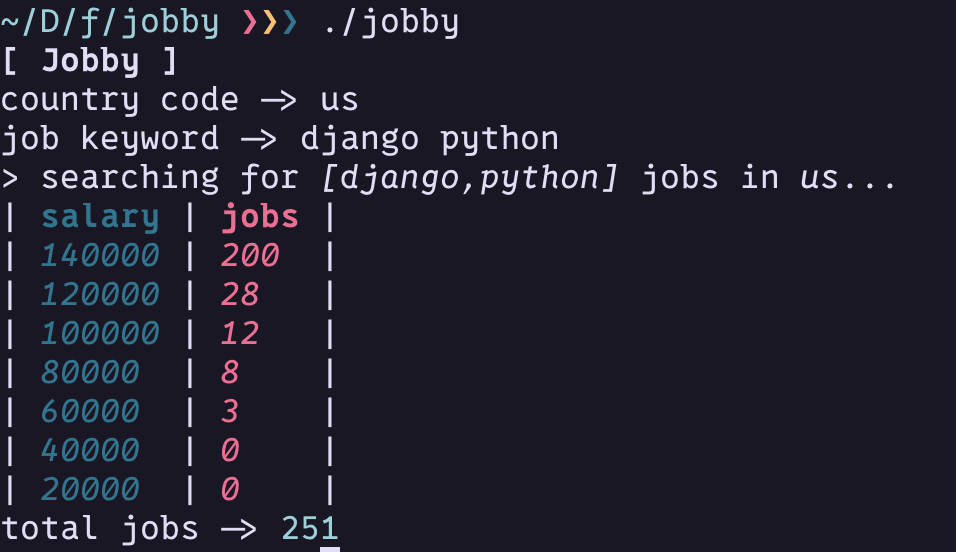 ~/D/f/jobby ❯❯❯ ./jobby
[ Jobby ]
country code -> us
job keyword -> django python
> searching for [django,python] jobs in us...
| salary | jobs |
| 140000 | 200  |
| 120000 | 28   |
| 100000 | 12   |
| 80000  | 8    |
| 60000  | 3    |
| 40000  | 0    |
| 20000  | 0    |
total jobs -> 251